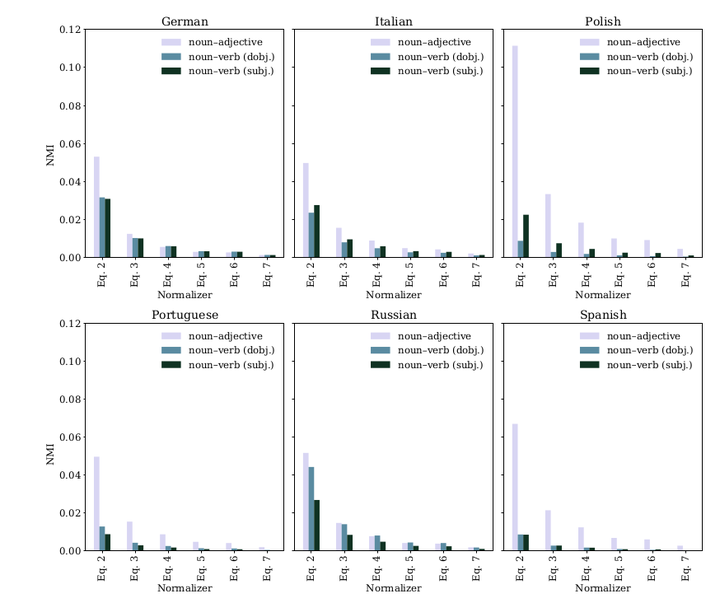 German
Italian
Polish
0.12
0.10
0.08
0.06
0.04
0.02
0.00
NMI
noun–adjective
noun–verb (dobj.)
noun–verb (subj.)
noun–adjective
noun–verb (dobj.)
noun–verb (subj.)
noun–adjective
noun–verb (dobj.)
noun–verb (subj.)
Eq. 2
Eq. 3
Eq. 4
Eq. 5
Eq. 6
Eq. 7
Eq. 2
Eq. 3
Eq. 4
Eq. 5
Eq. 6
Eq. 7
Eq. 2
Eq. 3
Eq. 4
Eq. 5
Eq. 6
Eq. 7
Normalizer
Normalizer
Normalizer
Portuguese
Russian
Spanish
0.12
0.10
0.08
0.06
0.04
0.02
0.00
NMI
noun–adjective
noun–verb (dobj.)
noun–verb (subj.)
noun–adjective
noun–verb (dobj.)
noun–verb (subj.)
noun–adjective
noun–verb (dobj.)
noun–verb (subj.)
Eq. 2
Eq. 3
Eq. 4
Eq. 5
Eq. 6
Eq. 7
Eq. 2
Eq. 3
Eq. 4
Eq. 5
Eq. 6
Eq. 7
Eq. 2
Eq. 3
Eq. 4
Eq. 5
Eq. 6
Eq. 7
Normalizer
Normalizer
Normalizer